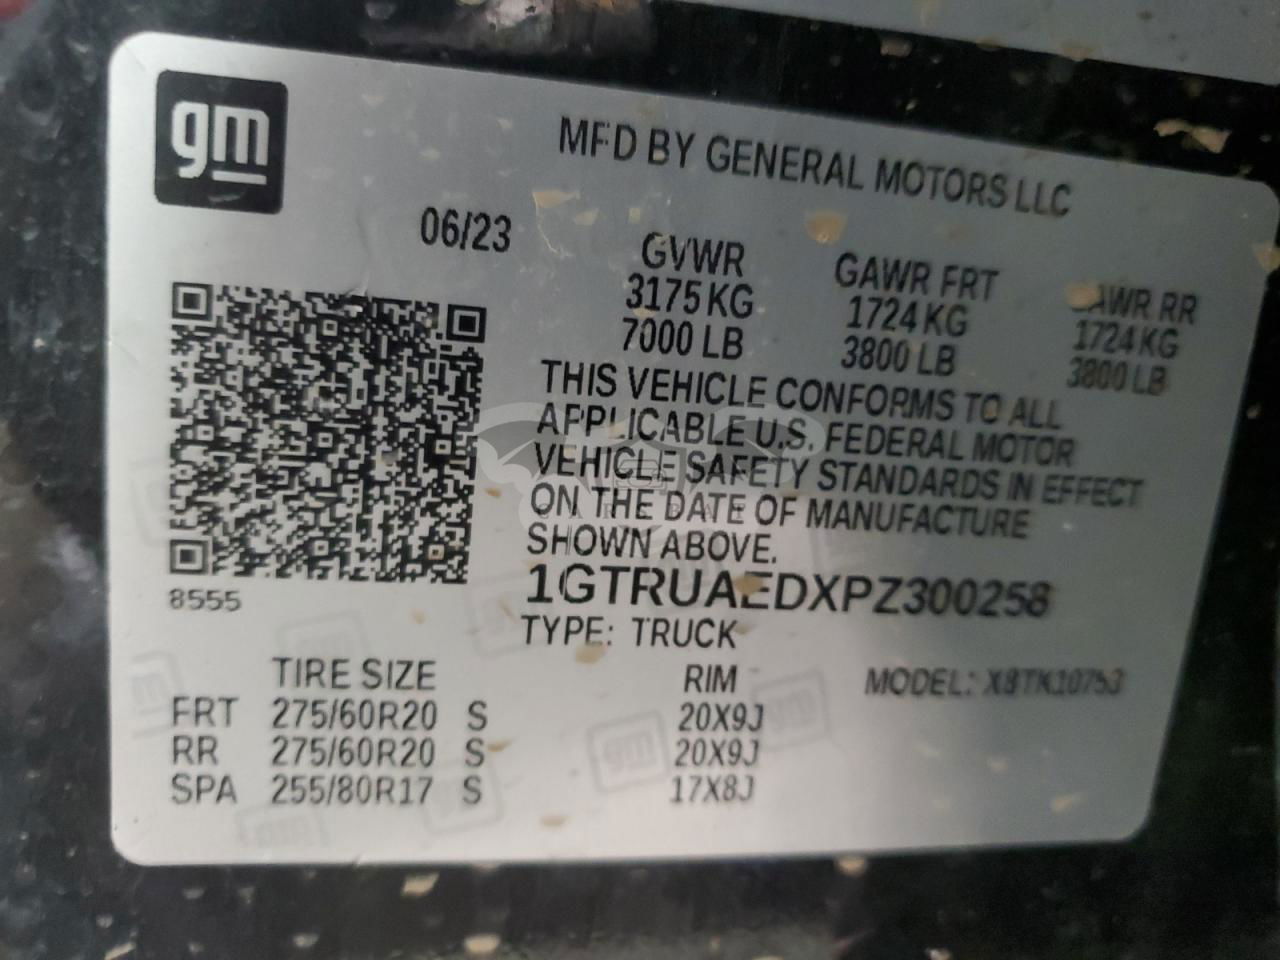 gm
MFD BY GENERAL MOTORS LLC
06/23
GVWR GAWR FRT GAWR RR
3175 KG 1724 KG 1724 KG
7000 LB 3800 LB 3800 LB
THIS VEHICLE CONFORMS TO ALL
APPLICABLE U.S. FEDERAL MOTOR
VEHICLE SAFETY STANDARDS IN EFFECT
ON THE DATE OF MANUFACTURE
SHOWN ABOVE.
1GTRUAEDXPZ300258
8555
TYPE: TRUCK
TIRE SIZE RIM MODEL:
FRT 275/60R20 S 20X9J
RR 275/60R20 S 20X9J
SPA 255/80R17 S 17X8J